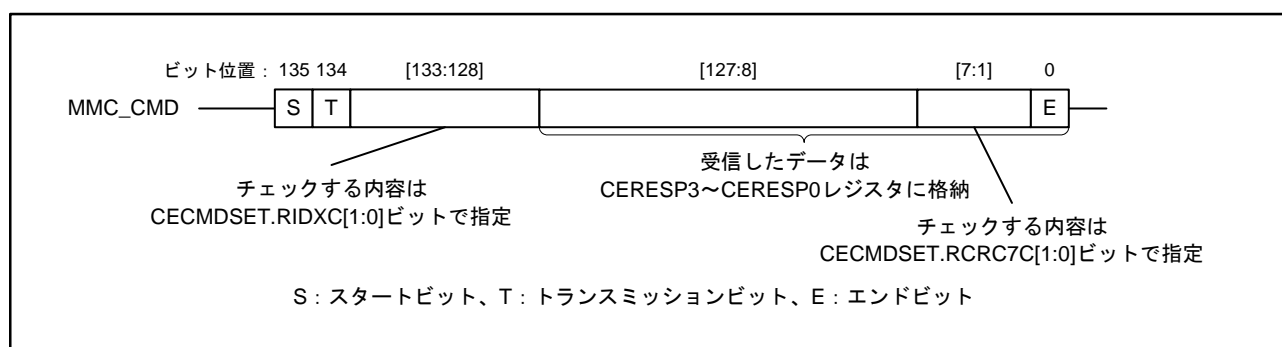 ビット位置： 135 134 [133:128] [127:8] [7:1] 0
MMC_CMD S T E
受信したデータは
CERESP3～CERESP0レジスタに格納
チェックする内容は
CECMDSET.RIDXC[1:0]ビットで指定
チェックする内容は
CECMDSET.RCRC7C[1:0]ビットで指定
S：スタートビット、T：トランスミッションビット、E：エンドビット